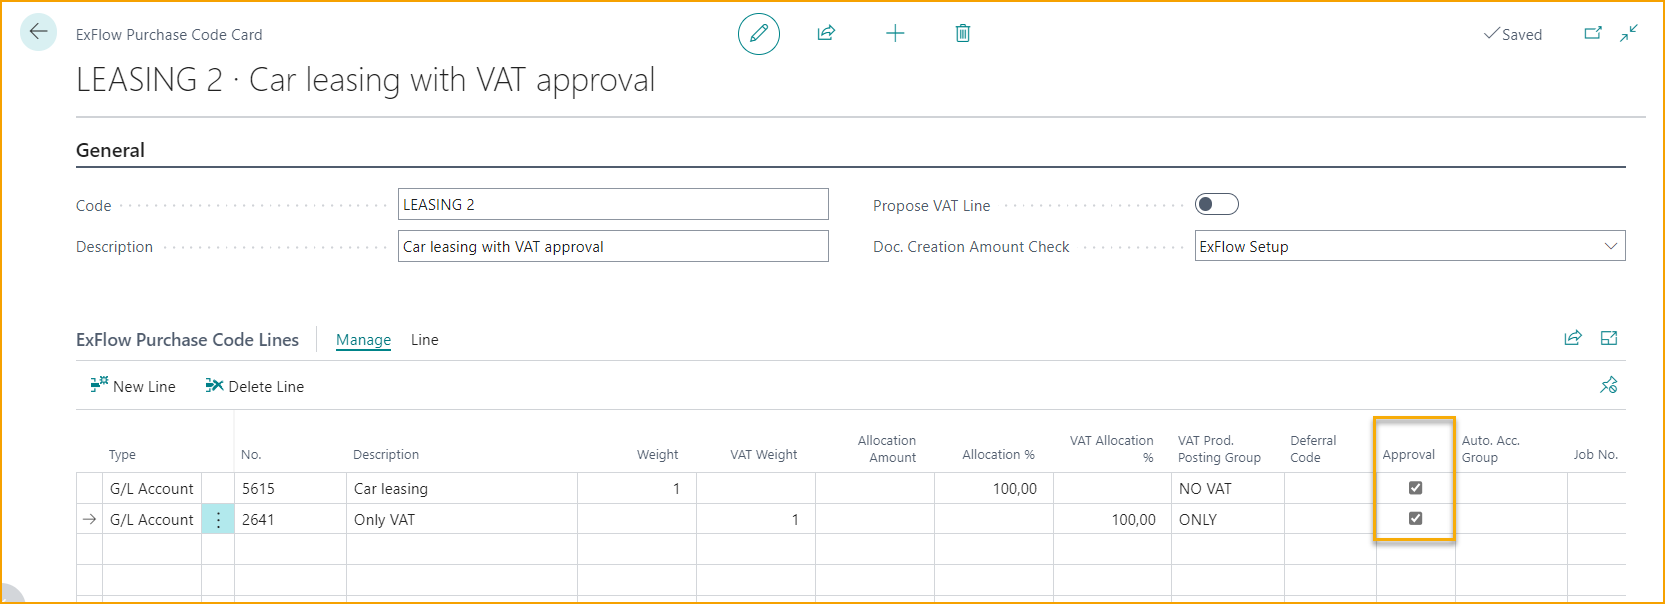 ExFlow Purchase Code Card
Saved
LEASING 2 · Car leasing with VAT approval
General
Code LEASING 2
Propose VAT Line
Description Car leasing with VAT approval
Doc. Creation Amount Check ExFlow Setup
ExFlow Purchase Code Lines Manage Line
New Line Delete Line
Type No. Description Weight VAT Weight Allocation Amount Allocation % VAT Allocation % VAT Prod. Posting Group Deferral Code Approval Auto. Acc. Group Job No.
G/L Account 5615 Car leasing 1 100,00 NO VAT
G/L Account 2641 Only VAT 1 100,00 ONLY